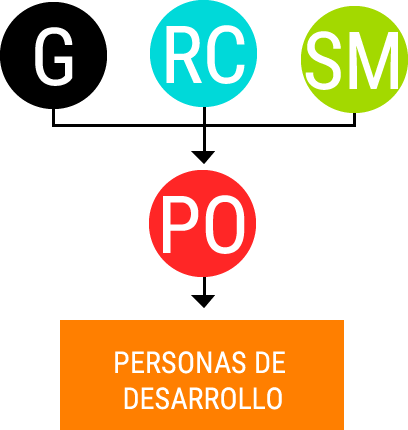 G
RC
SM
PO
PERSONAS DE
DESARROLLO